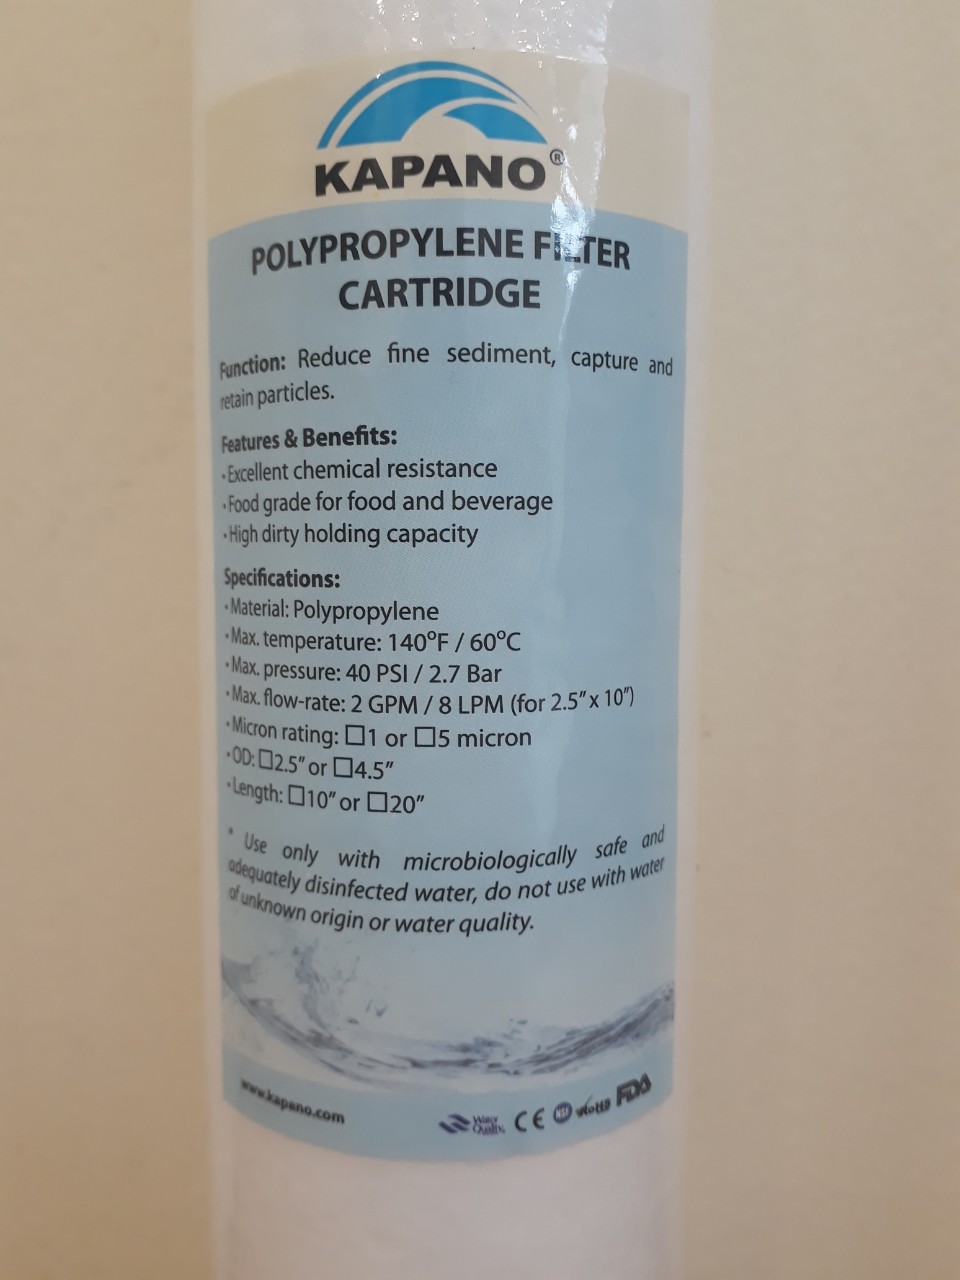 KAPANO®
POLYPROPYLENE FILTER
CARTRIDGE
Function: Reduce fine sediment, capture and
retain particles.
Features & Benefits:
·Excellent chemical resistance
·Food grade for food and beverage
·High dirty holding capacity
Specifications:
·Material: Polypropylene
·Max. temperature: 140°F / 60°C
·Max. pressure: 40 PSI / 2.7 Bar
·Max. flow-rate: 2 GPM / 8 LPM (for 2.5" x 10")
·Micron rating: ☐1 or ☐5 micron
·OD: ☐2.5" or ☐4.5"
·Length: ☐10" or ☐20"
* Use only with microbiologically safe and
adequately disinfected water, do not use with water
of unknown origin or water quality.
www.kapano.com
Water
Quality
CE NSF RoHS FDA